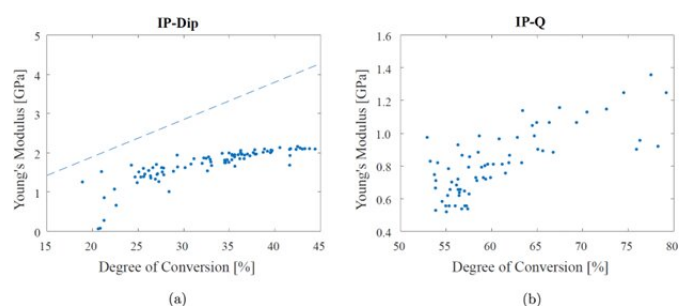 IP-Dip
Young's Modulus [GPa]
5
4
3
2
1
0
15 20 25 30 35 40 45
Degree of Conversion [%]
(a)
IP-Q
Young's Modulus [GPa]
1.6
1.4
1.2
1.0
0.8
0.6
0.4
50 55 60 65 70 75 80
Degree of Conversion [%]
(b)